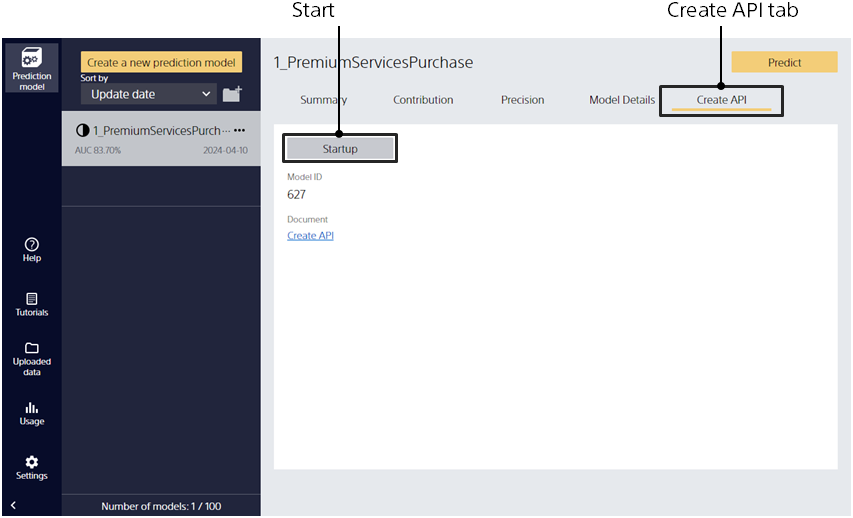 Start
Create API tab
Prediction
model
Create a new prediction model
Sort by
Update date
1_PremiumServicesPurch ···
AUC 83.70%
2024-04-10
1_PremiumServicesPurchase
Predict
Summary
Contribution
Precision
Model Details
Create API
Startup
Model ID
627
Document
Create API
Help
Tutorials
Uploaded
data
Usage
Settings
Number of models: 1 / 100